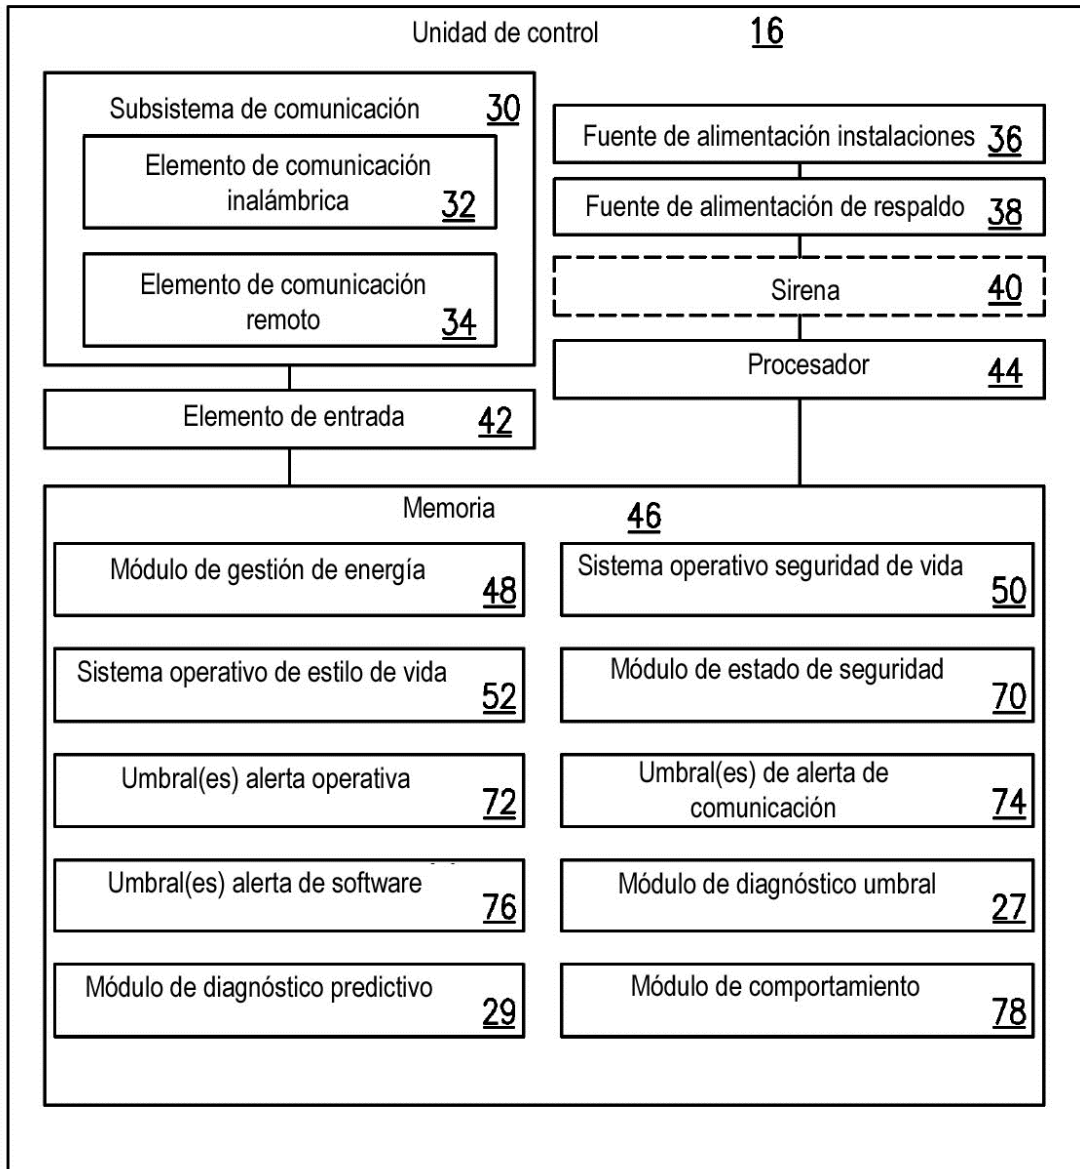 Unidad de control 16
Subsistema de comunicación 30
Elemento de comunicación
inalámbrica 32
Elemento de comunicación
remoto 34
Fuente de alimentación instalaciones 36
Fuente de alimentación de respaldo 38
Sirena 40
Procesador 44
Elemento de entrada 42
Memoria 46
Módulo de gestión de energía 48
Sistema operativo seguridad de vida 50
Sistema operativo de estilo de vida 52
Módulo de estado de seguridad 70
Umbral(es) alerta operativa 72
Umbral(es) de alerta de
comunicación 74
Umbral(es) alerta de software 76
Módulo de diagnóstico umbral 27
Módulo de diagnóstico predictivo 29
Módulo de comportamiento 78